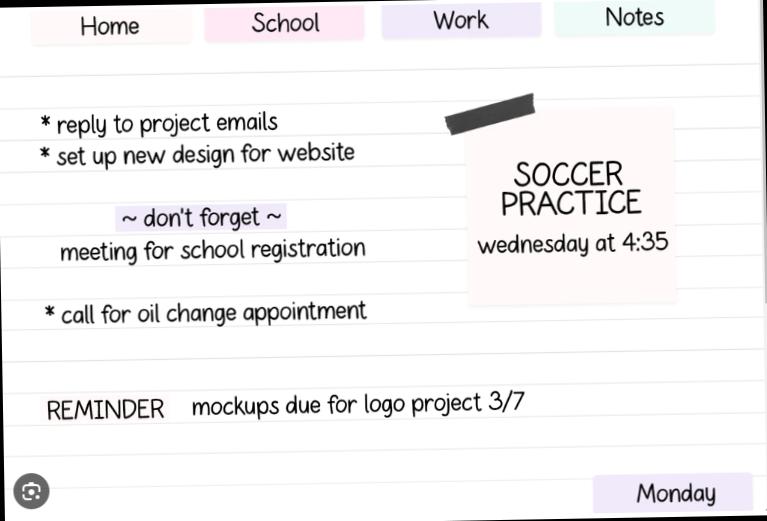 Home School Work Notes
* reply to project emails
* set up new design for website
~ don't forget ~
meeting for school registration
* call for oil change appointment
SOCCER
PRACTICE
wednesday at 4:35
REMINDER mockups due for logo project 3/7
Monday